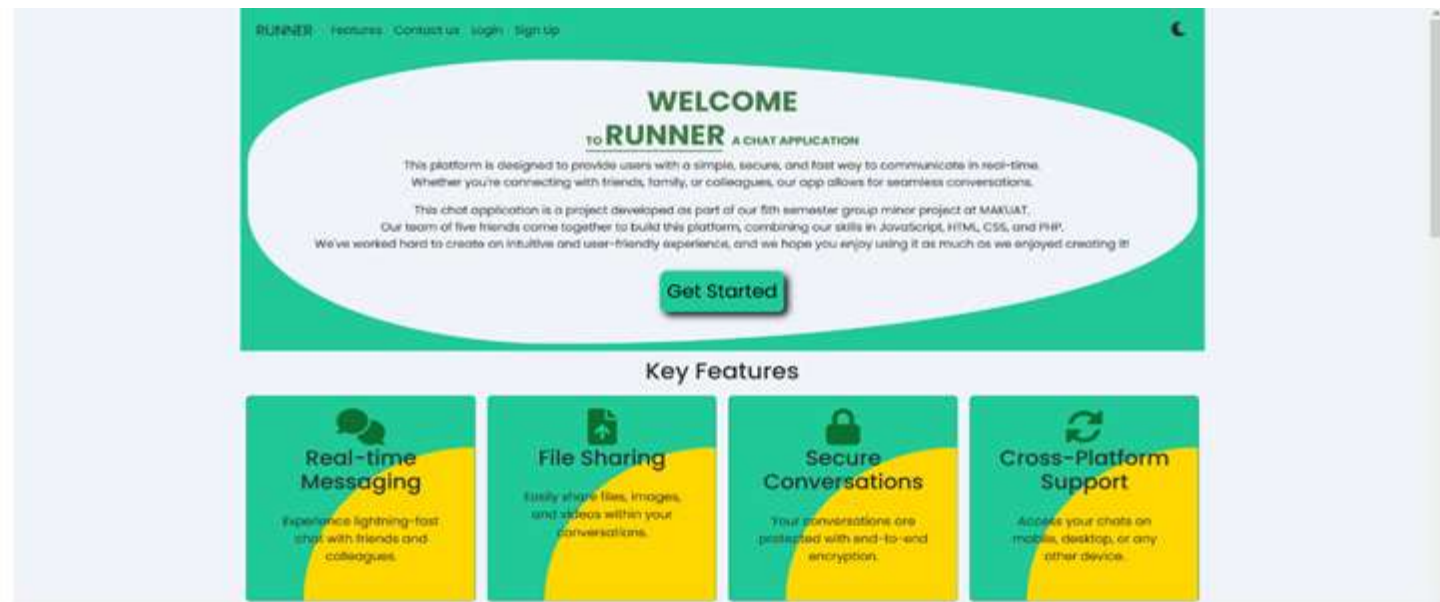 RUNNER Features Contact us Login Sign Up
WELCOME
TO RUNNER A CHAT APPLICATION
This platform is designed to provide users with a simple, secure, and fast way to communicate in real-time.
Whether you're connecting with friends, family, or colleagues, our app allows for seamless conversations.
This chat application is a project developed as part of our 5th semester group minor project at MAKUAT.
Our team of five friends came together to build this platform, combining our skills in JavaScript, HTML, CSS, and PHP.
We've worked hard to create an intuitive and user-friendly experience, and we hope you enjoy using it as much as we enjoyed creating it!
Get Started
Key Features
Real-time
Messaging
Experience lightning-fast
chat with friends and
colleagues.
File Sharing
Easily share files, images,
and videos within your
conversations.
Secure
Conversations
Your conversations are
protected with end-to-end
encryption.
Cross-Platform
Support
Access your chats on
mobile, desktop, or any
other device.